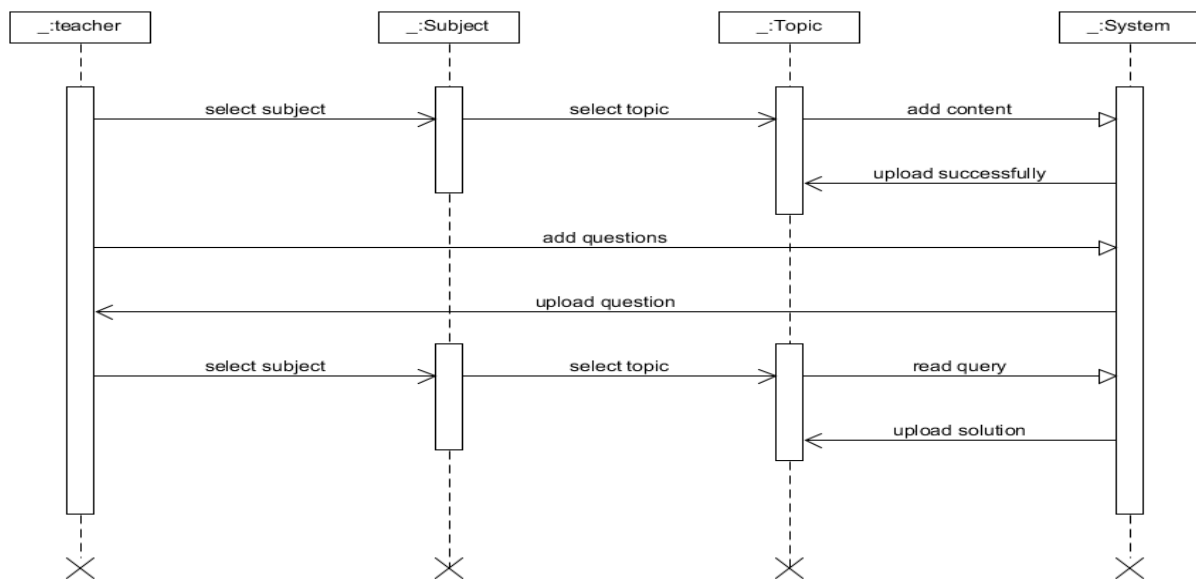 _:teacher
_:Subject
_:Topic
_:System
select subject
select topic
add content
upload successfully
add questions
upload question
select subject
select topic
read query
upload solution